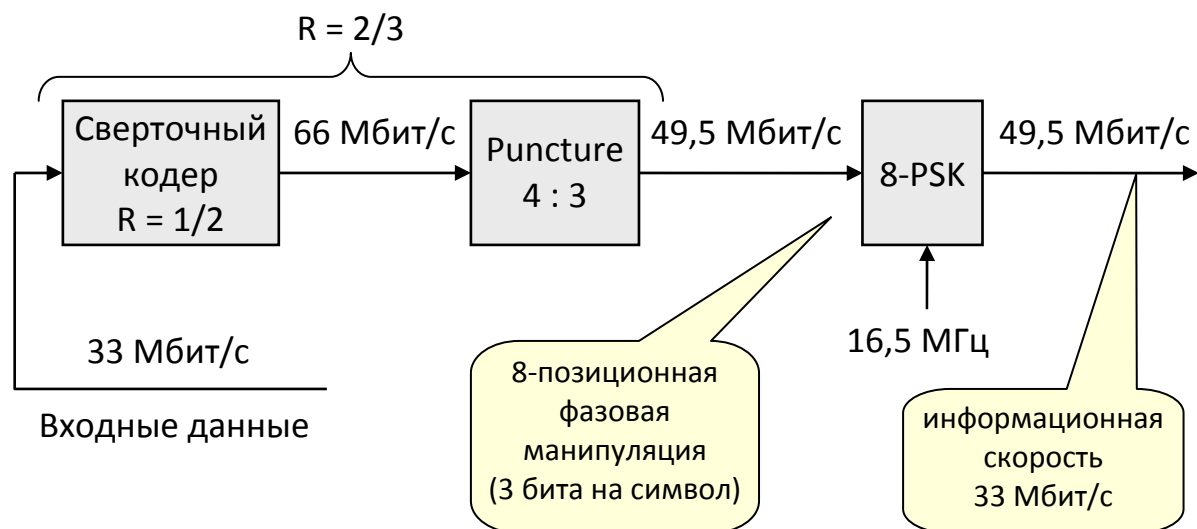 R = 2/3
Сверточный
кодер
R = 1/2
66 Мбит/с
Puncture
4 : 3
49,5 Мбит/с
8-PSK
49,5 Мбит/с
16,5 МГц
33 Мбит/с
Входные данные
8-позиционная
фазовая
манипуляция
(3 бита на символ)
информационная
скорость
33 Мбит/с